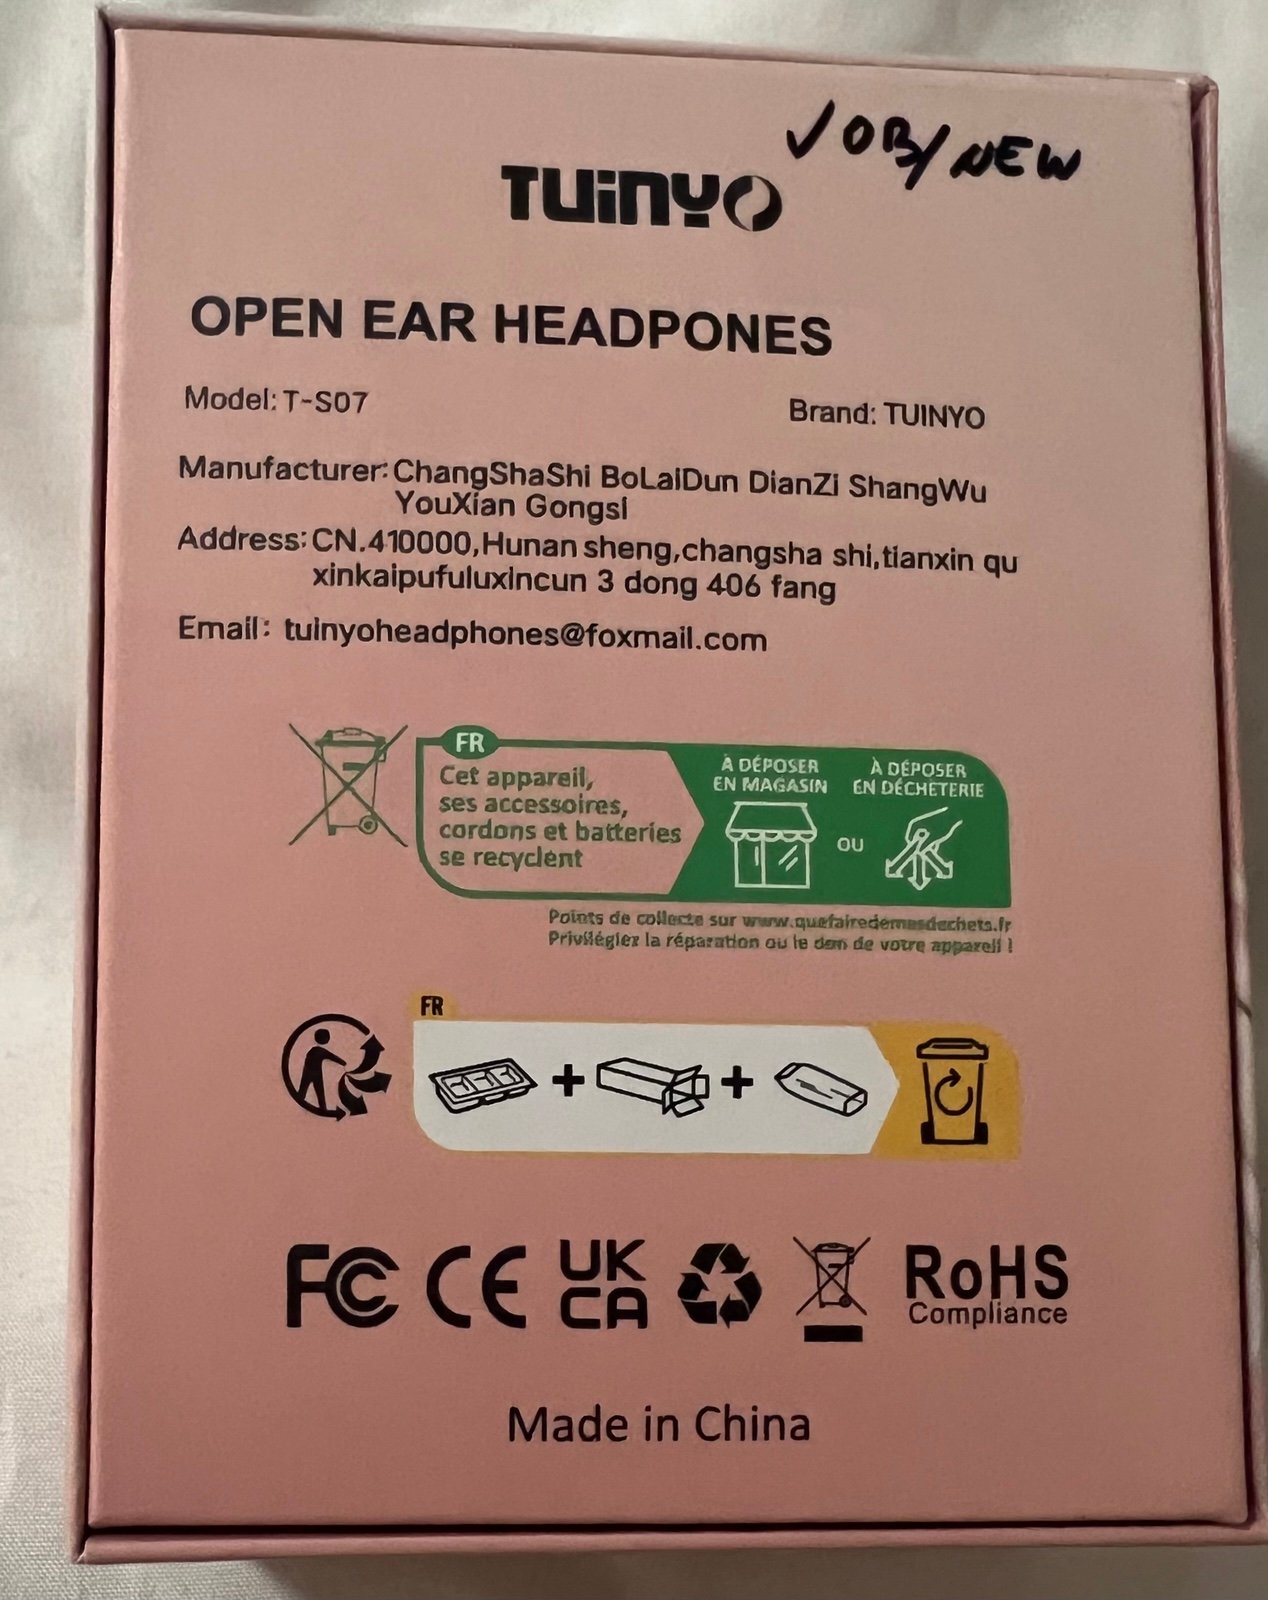 ✓ OB/NEW
TUINYO
OPEN EAR HEADPONES
Model: T-S07
Brand: TUINYO
Manufacturer: ChangShaShi BoLaiDun DianZi ShangWu
YouXian Gongsi
Address: CN.410000,Hunan sheng,changsha shi,tianxin qu
xinkaipufuluxincun 3 dong 406 fang
Email: tuinyoheadphones@foxmail.com
FR
Cet appareil,
ses accessoires,
cordons et batteries
se recyclent
À DÉPOSER
EN MAGASIN
OU
À DÉPOSER
EN DÉCHÈTERIE
Points de collecte sur www.quefairedemesdechets.fr
Privilégiez la réparation ou le don de votre appareil !
FR
FC CE UK
CA
RoHS
Compliance
Made in China